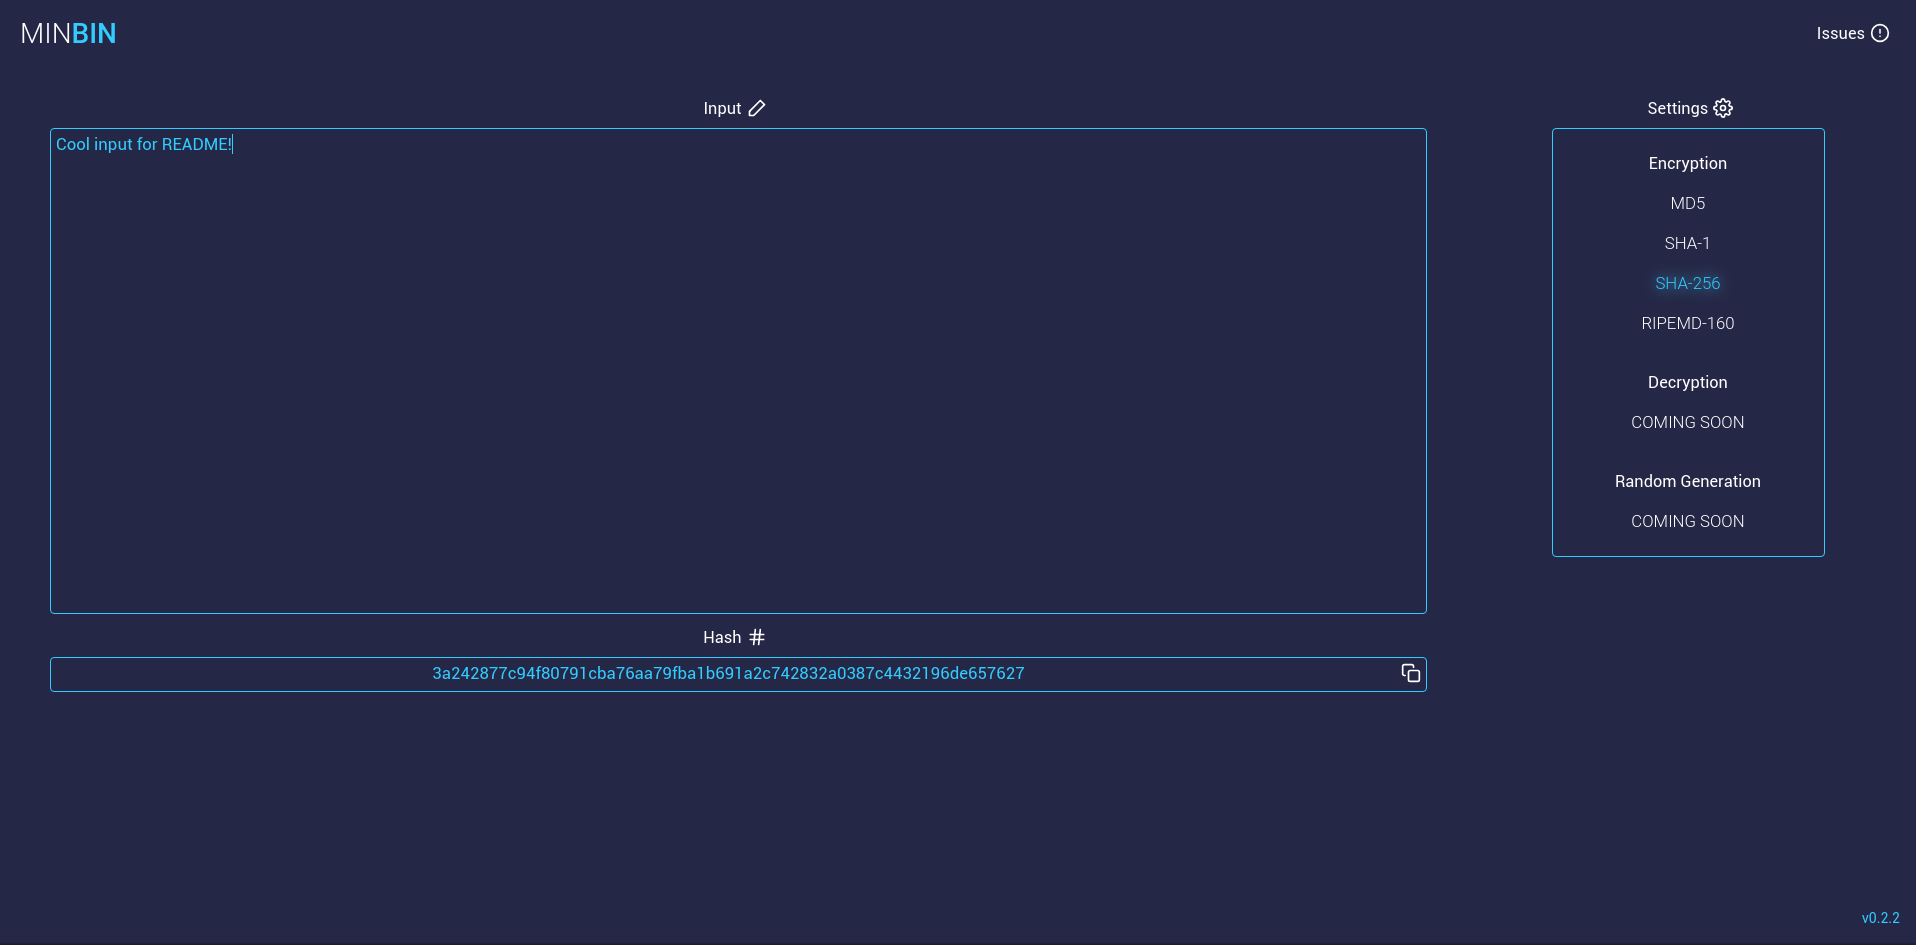 MINBIN
Issues
Input
Cool input for README!
Hash
3a242877c94f80791cba76aa79fba1b691a2c742832a0387c4432196de657627
Settings
Encryption
MD5
SHA-1
SHA-256
RIPEMD-160
Decryption
COMING SOON
Random Generation
COMING SOON
v0.2.2